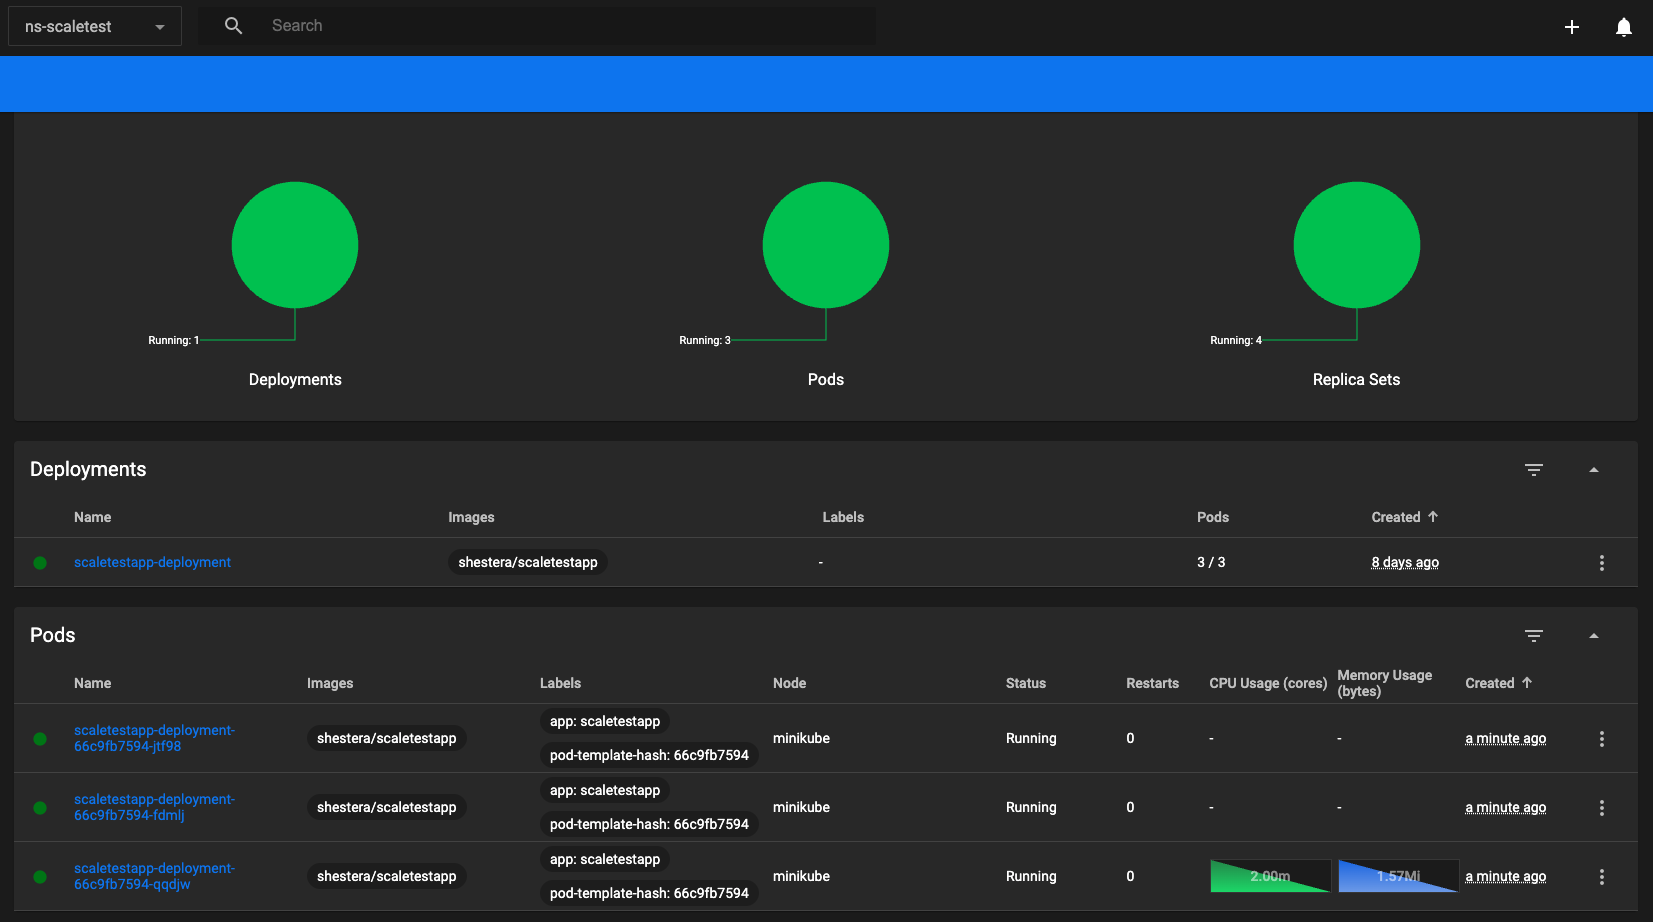 ns-scaletest
Search
Running: 1
Running: 3
Running: 4
Deployments
Pods
Replica Sets
Deployments
Name Images Labels Pods Created
scaletestapp-deployment shestera/scaletestapp - 3 / 3 8 days ago
Pods
Name Images Labels Node Status Restarts CPU Usage (cores) Memory Usage (bytes) Created
scaletestapp-deployment-
66c9fb7594-jtf98
shestera/scaletestapp
app: scaletestapp
pod-template-hash: 66c9fb7594
minikube Running 0 - - a minute ago
scaletestapp-deployment-
66c9fb7594-fdmlj
shestera/scaletestapp
app: scaletestapp
pod-template-hash: 66c9fb7594
minikube Running 0 - - a minute ago
scaletestapp-deployment-
66c9fb7594-qqdjw
shestera/scaletestapp
app: scaletestapp
pod-template-hash: 66c9fb7594
minikube Running 0 2.00m 1.57Mi a minute ago